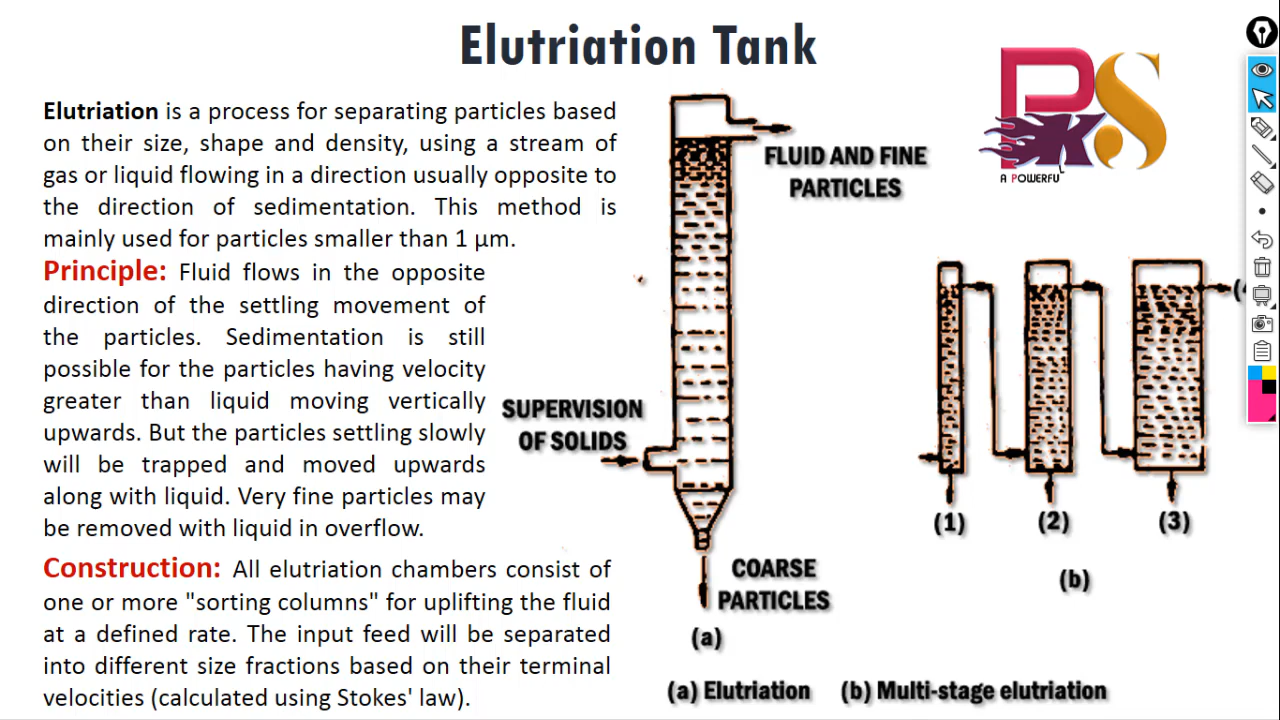 Elutriation Tank
Elutriation is a process for separating particles based
on their size, shape and density, using a stream of
gas or liquid flowing in a direction usually opposite to
the direction of sedimentation. This method is
mainly used for particles smaller than 1 µm.
Principle: Fluid flows in the opposite
direction of the settling movement of
the particles. Sedimentation is still
possible for the particles having velocity
greater than liquid moving vertically
upwards. But the particles settling slowly
will be trapped and moved upwards
along with liquid. Very fine particles may
be removed with liquid in overflow.
Construction: All elutriation chambers consist of
one or more "sorting columns" for uplifting the fluid
at a defined rate. The input feed will be separated
into different size fractions based on their terminal
velocities (calculated using Stokes' law).
FLUID AND FINE
PARTICLES
SUPERVISION
OF SOLIDS
COARSE
PARTICLES
(a)
PKS
A POWERFU
(1)
(2)
(3)
(b)
(a) Elutriation
(b) Multi-stage elutriation